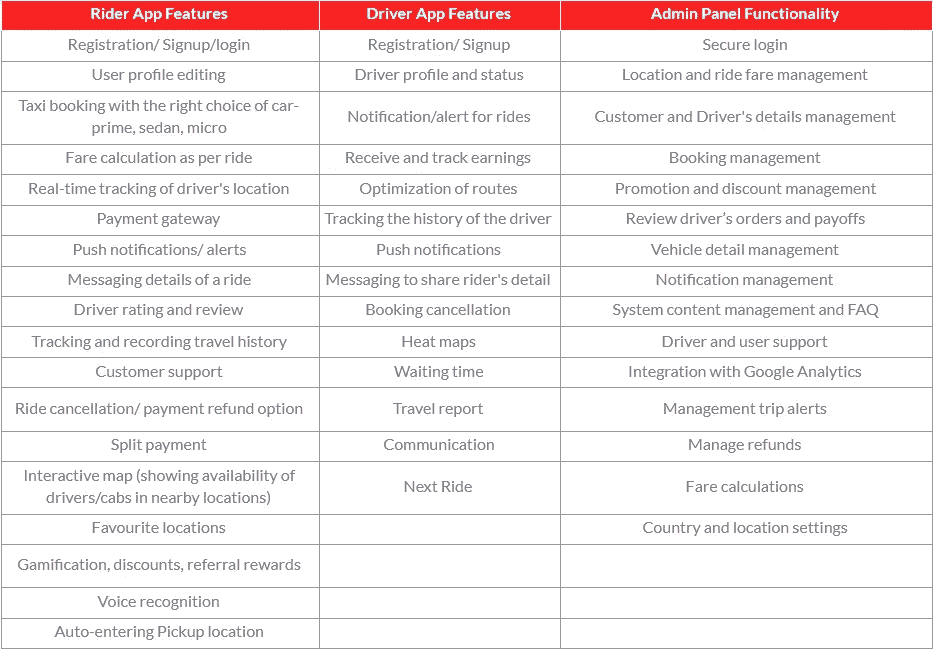 Rider App Features Driver App Features Admin Panel Functionality
Registration/ Signup/login Registration/ Signup Secure login
User profile editing Driver profile and status Location and ride fare management
Taxi booking with the right choice of car-
prime, sedan, micro Notification/alert for rides Customer and Driver's details management
Fare calculation as per ride Receive and track earnings Booking management
Real-time tracking of driver's location Optimization of routes Promotion and discount management
Payment gateway Tracking the history of the driver Review driver’s orders and payoffs
Push notifications/ alerts Push notifications Vehicle detail management
Messaging details of a ride Messaging to share rider's detail Notification management
Driver rating and review Booking cancellation System content management and FAQ
Tracking and recording travel history Heat maps Driver and user support
Customer support Waiting time Integration with Google Analytics
Ride cancellation/ payment refund option Travel report Management trip alerts
Split payment Communication Manage refunds
Interactive map (showing availability of
drivers/cabs in nearby locations) Next Ride Fare calculations
Favourite locations Country and location settings
Gamification, discounts, referral rewards
Voice recognition
Auto-entering Pickup location